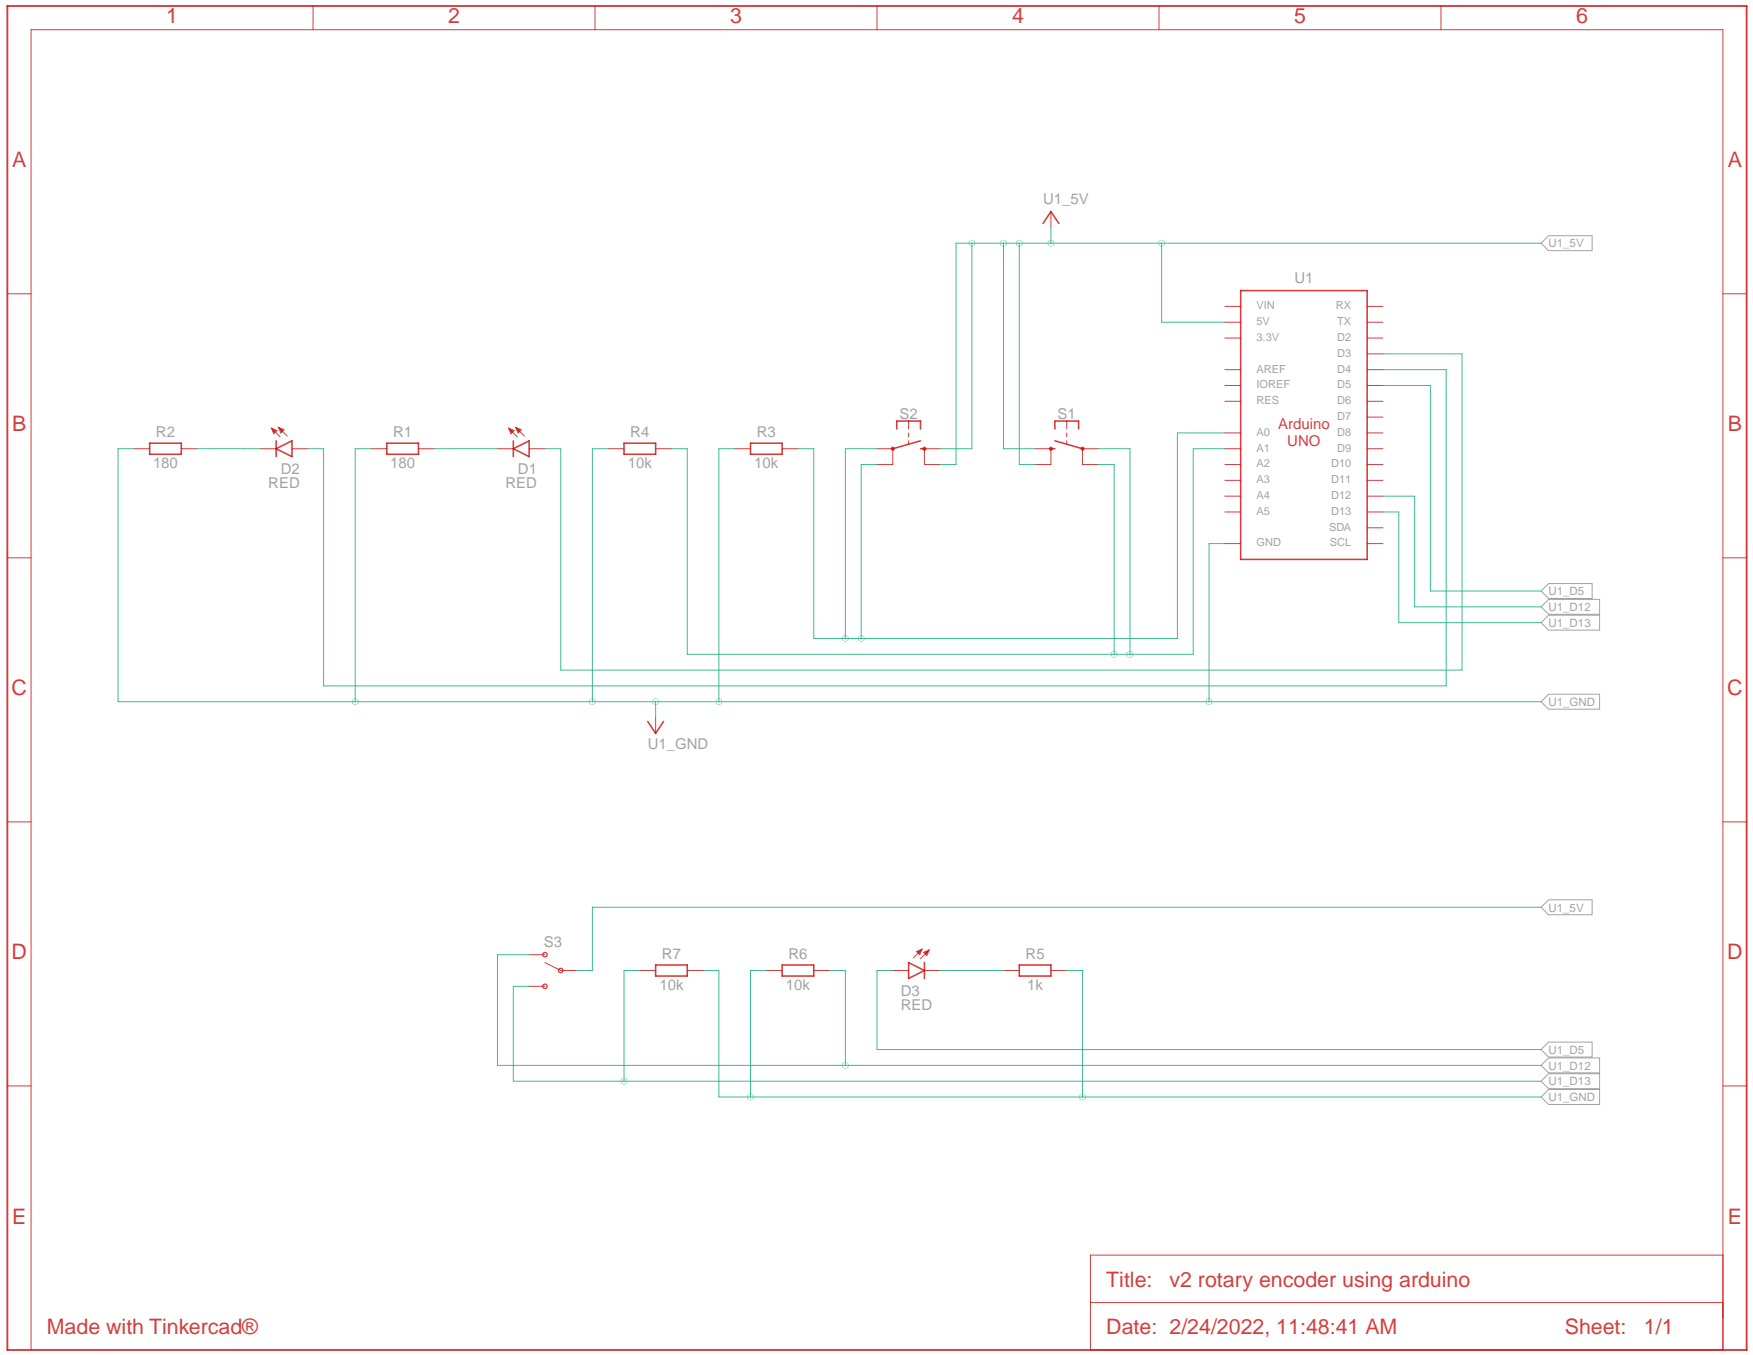 1 2 3 4 5 6
A A
U1_5V
U1_5V
U1
VIN RX
5V TX
3.3V D2
D3
AREF D4
IOREF D5
RES D6
D7
Arduino
UNO
A0 D8
A1 D9
A2 D10
A3 D11
A4 D12
A5 D13
SDA
GND SCL
B B
R2 R1 R4 R3 S2 S1
180 D2 180 D1 10k 10k
RED RED
U1_D5
U1_D12
U1_D13
C C
U1_GND
U1_GND
U1_5V
D D
S3 R7 R6 R5
10k 10k D3 1k
RED
U1_D5
U1_D12
U1_D13
U1_GND
E E
Title: v2 rotary encoder using arduino
Made with Tinkercad®
Date: 2/24/2022, 11:48:41 AM Sheet: 1/1